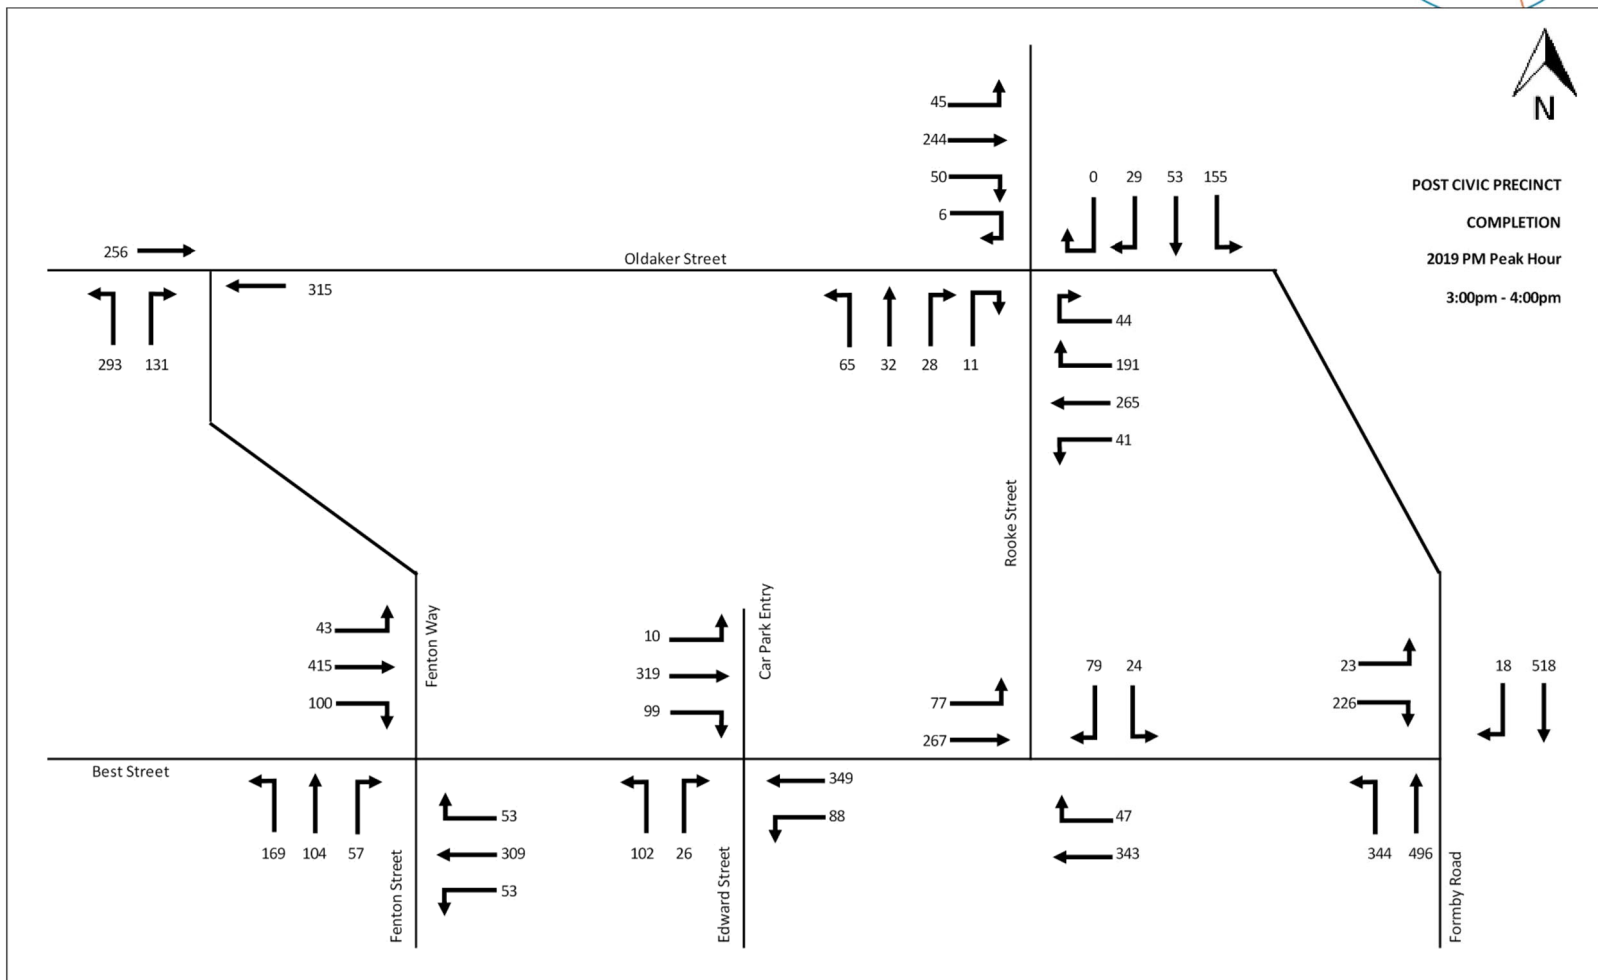 N
POST CIVIC PRECINCT
COMPLETION
2019 PM Peak Hour
3:00pm - 4:00pm
45
244
50
6
0 29 53 155
256
Oldaker Street
315
293 131
65 32 28 11
44
191
265
41
Rooke Street
43
415
100
Fenton Way
10
319
99
Car Park Entry
77
267
79 24
23
226
18 518
Best Street
169 104 57
53
309
53
Fenton Street
102 26
349
88
Edward Street
47
343
344 496
Formby Road